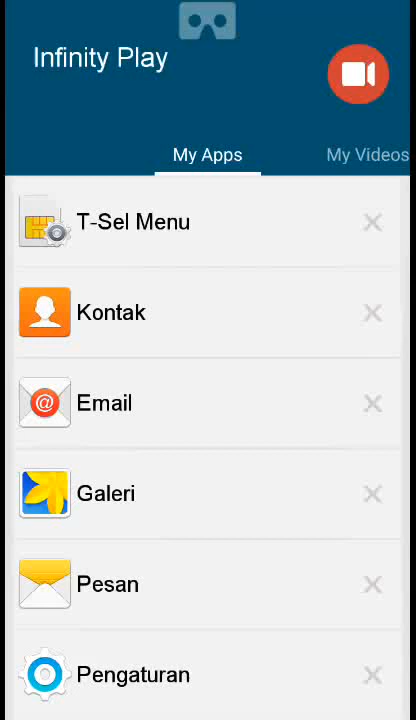 Infinity Play
My Apps
My Videos
T-Sel Menu
Kontak
Email
Galeri
Pesan
Pengaturan